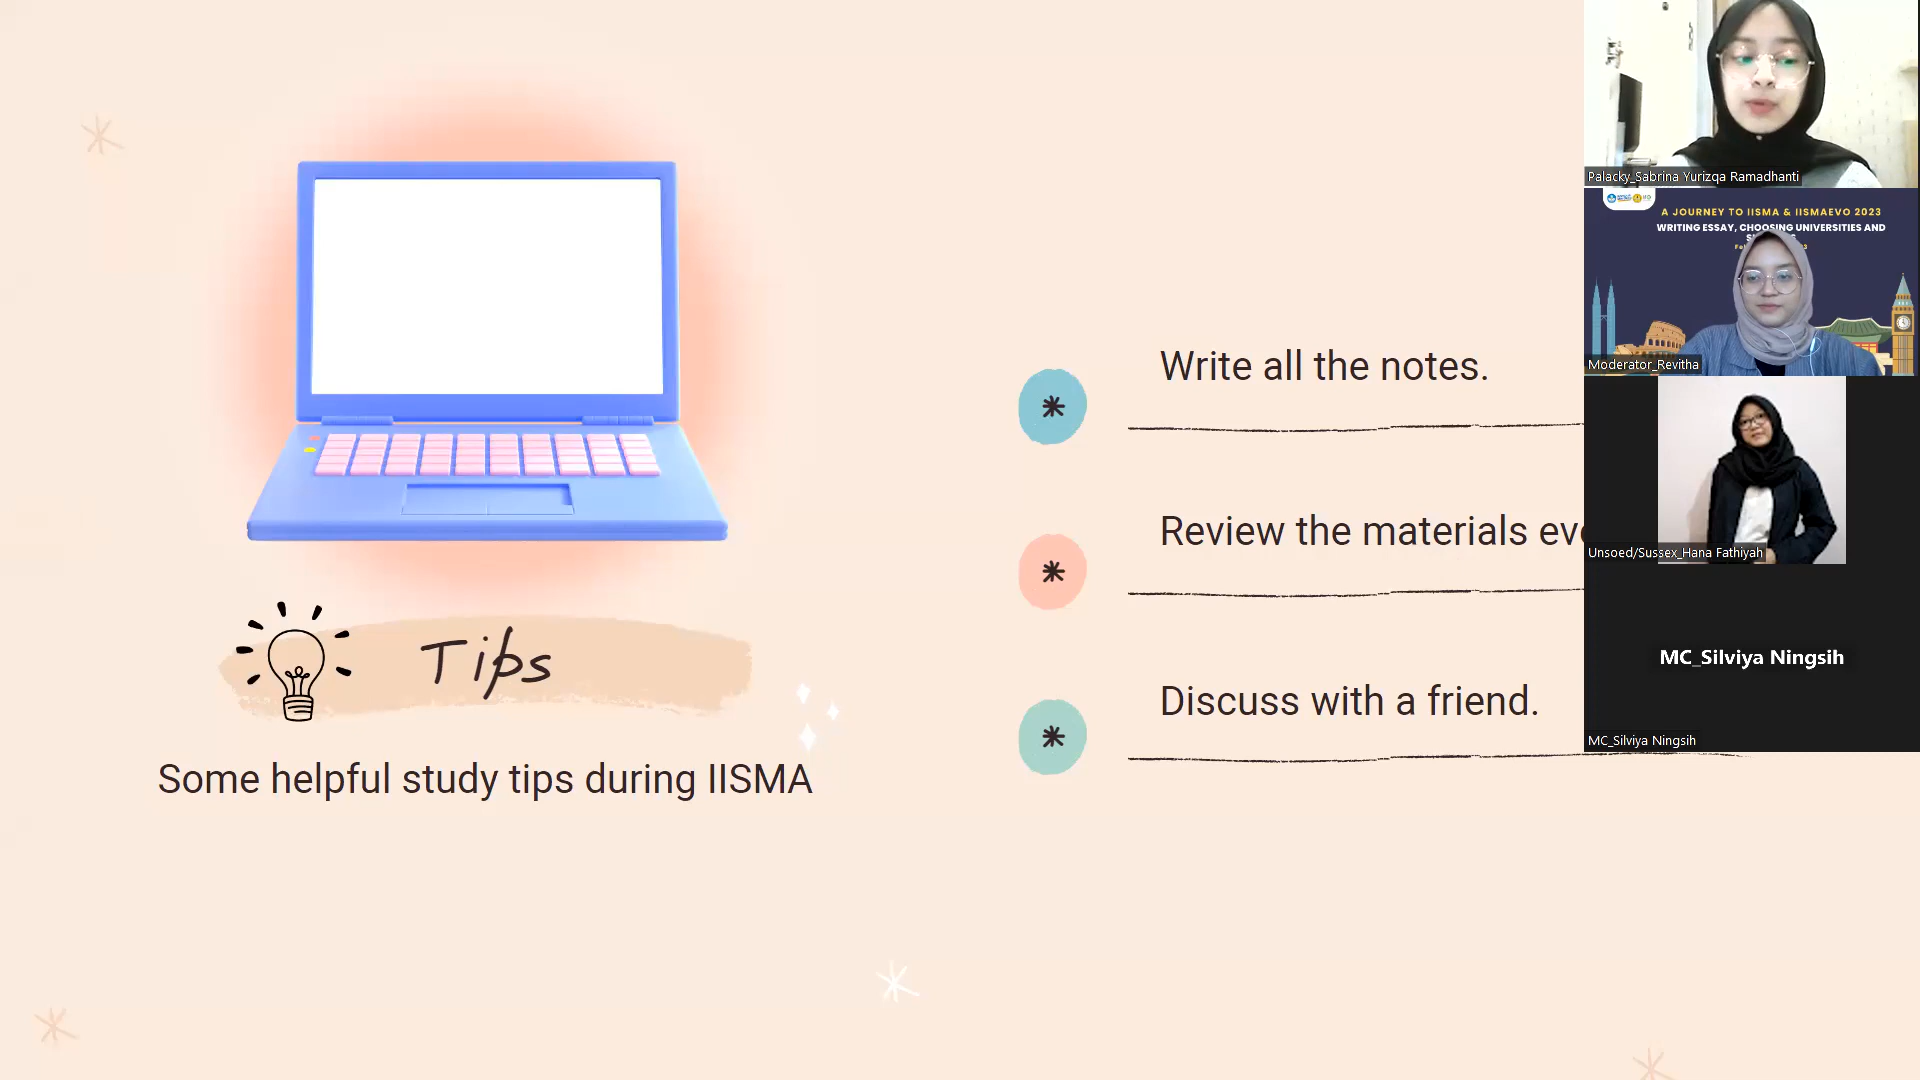 Write all the notes.
Review the materials
Discuss with a friend.
Tips
Some helpful study tips during IISMA
Palacky_Sabrina Yurizqa Ramadhanti
A JOURNEY TO IISMA & IISMAEVO 2023
WRITING ESSAY, CHOOSING UNIVERSITIES AND
Moderator_Revitha
Unsoed/Sussex_Hana Fathiyah
MC_Silviya Ningsih
MC_Silviya Ningsih